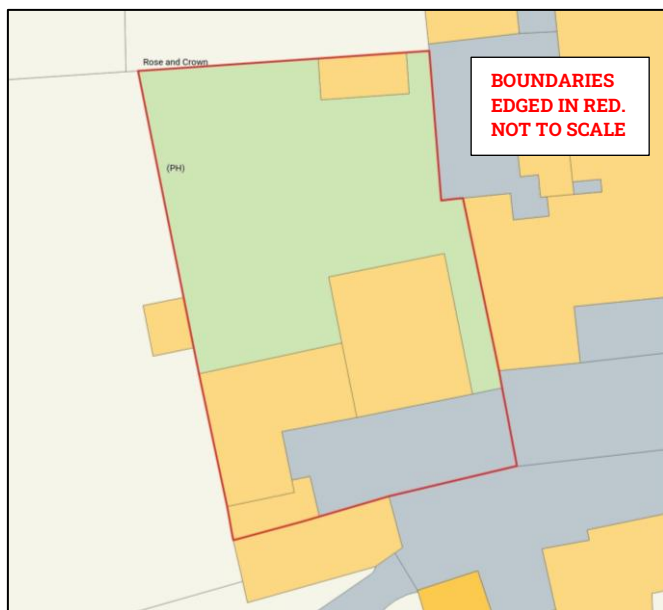 Rose and Crown
BOUNDARIES
EDGED IN RED.
NOT TO SCALE
(PH)